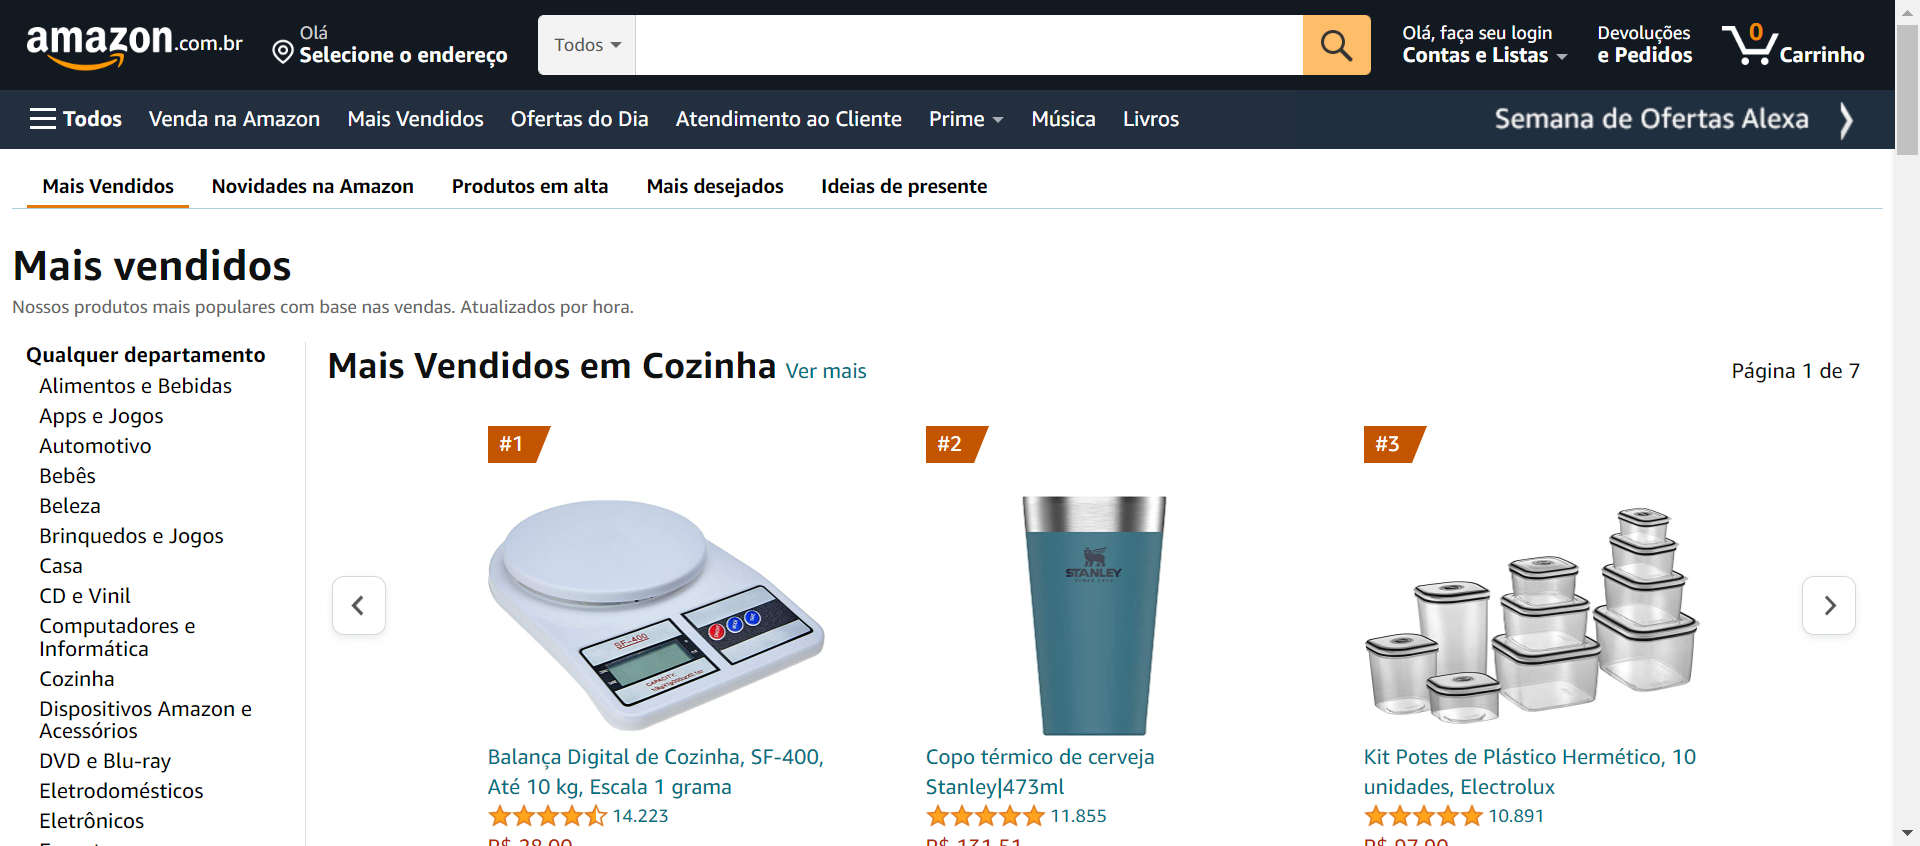 amazon.com.br
Olá
Selecione o endereço
Todos
Olá, faça seu login
Contas e Listas
Devoluções
e Pedidos
0
Carrinho
Todos
Venda na Amazon
Mais Vendidos
Ofertas do Dia
Atendimento ao Cliente
Prime
Música
Livros
Semana de Ofertas Alexa
Mais Vendidos
Novidades na Amazon
Produtos em alta
Mais desejados
Ideias de presente
Mais vendidos
Nossos produtos mais populares com base nas vendas. Atualizados por hora.
Qualquer departamento
Alimentos e Bebidas
Apps e Jogos
Automotivo
Bebês
Beleza
Brinquedos e Jogos
Casa
CD e Vinil
Computadores e
Informática
Cozinha
Dispositivos Amazon e
Acessórios
DVD e Blu-ray
Eletrodomésticos
Eletrônicos
Mais Vendidos em Cozinha Ver mais
Página 1 de 7
#1
SF-400
Balança Digital de Cozinha, SF-400,
Até 10 kg, Escala 1 grama
14.223
#2
STANLEY
Copo térmico de cerveja
Stanley|473ml
11.855
#3
Kit Potes de Plástico Hermético, 10
unidades, Electrolux
10.891